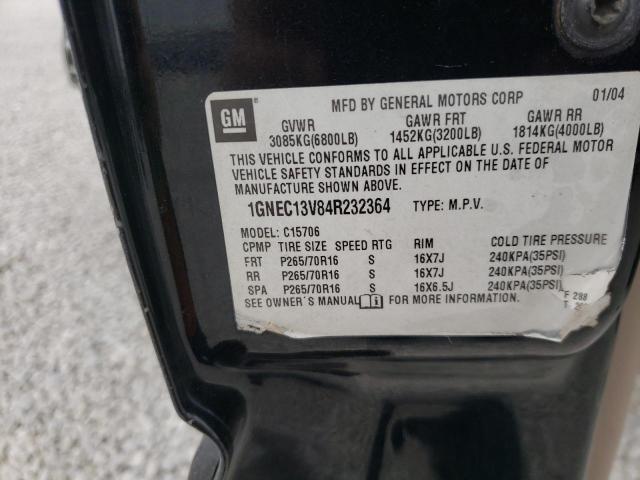 MFD BY GENERAL MOTORS CORP 01/04
GM GVWR GAWR FRT GAWR RR
3085KG(6800LB) 1452KG(3200LB) 1814KG(4000LB)
THIS VEHICLE CONFORMS TO ALL APPLICABLE U.S. FEDERAL MOTOR
VEHICLE SAFETY STANDARDS IN EFFECT ON THE DATE OF
MANUFACTURE SHOWN ABOVE.
1GNEC13V84R232364 TYPE: M.P.V.
MODEL: C15706
CPMP TIRE SIZE SPEED RTG RIM COLD TIRE PRESSURE
FRT P265/70R16 S 16X7J 240KPA(35PSI)
RR P265/70R16 S 16X7J 240KPA(35PSI)
SPA P265/70R16 S 16X6.5J 240KPA(35PSI)
SEE OWNER'S MANUAL FOR MORE INFORMATION. F 288